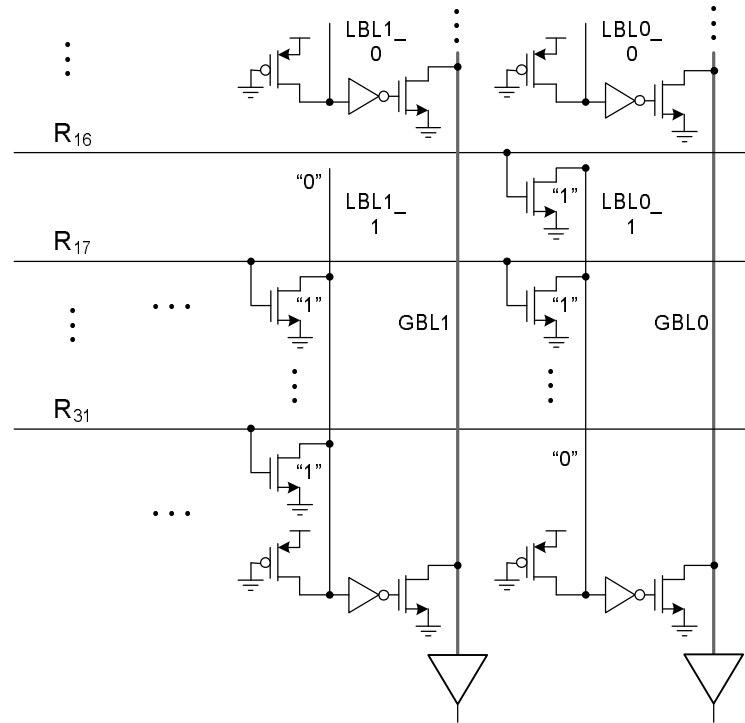 LBL1_
0
LBL0_
0
R16
“0”
LBL1_
1
“1”
LBL0_
1
R17
“1”
“1”
GBL1
GBL0
R31
“1”
“0”